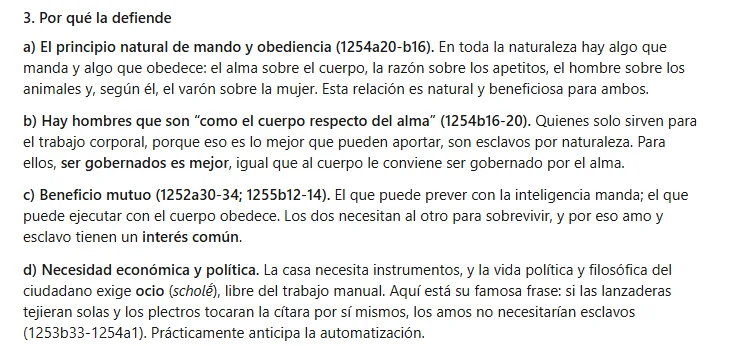 3. Por qué la defiende
a) El principio natural de mando y obediencia (1254a20-b16). En toda la naturaleza hay algo que
manda y algo que obedece: el alma sobre el cuerpo, la razón sobre los apetitos, el hombre sobre los
animales y, según él, el varón sobre la mujer. Esta relación es natural y beneficiosa para ambos.
b) Hay hombres que son “como el cuerpo respecto del alma” (1254b16-20). Quienes solo sirven para
el trabajo corporal, porque eso es lo mejor que pueden aportar, son esclavos por naturaleza. Para
ellos, ser gobernados es mejor, igual que al cuerpo le conviene ser gobernado por el alma.
c) Beneficio mutuo (1252a30-34; 1255b12-14). El que puede prever con la inteligencia manda; el que
puede ejecutar con el cuerpo obedece. Los dos necesitan al otro para sobrevivir, y por eso amo y
esclavo tienen un interés común.
d) Necesidad económica y política. La casa necesita instrumentos, y la vida política y filosófica del
ciudadano exige ocio (scholḗ), libre del trabajo manual. Aquí está su famosa frase: si las lanzaderas
tejieran solas y los plectros tocaran la cítara por sí mismos, los amos no necesitarían esclavos
(1253b33-1254a1). Prácticamente anticipa la automatización.